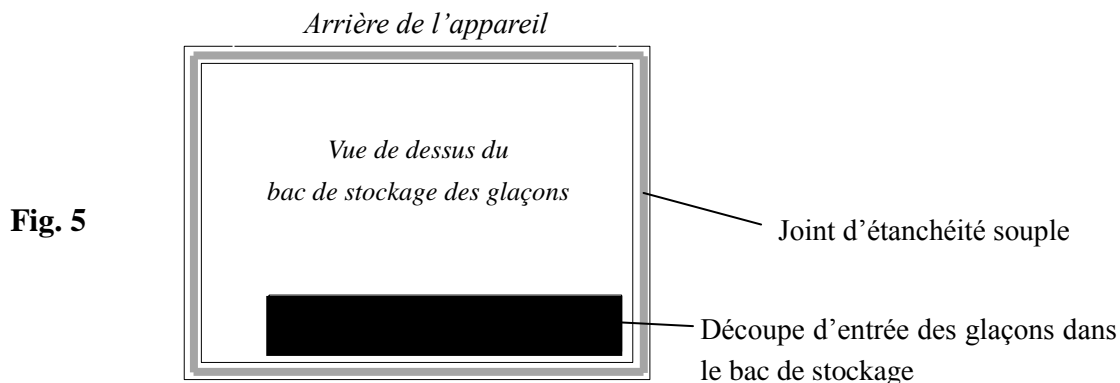 Arrière de l’appareil
Vue de dessus du
bac de stockage des glaçons
Fig. 5
Joint d’étanchéité souple
Découpe d’entrée des glaçons dans
le bac de stockage